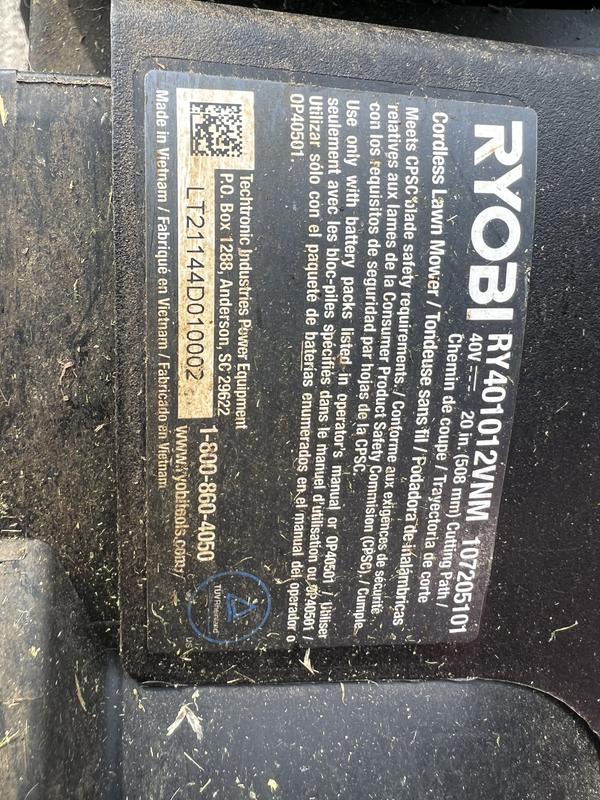 RYOBI RY401012VNM 107205101
40V 20 in. (508 mm) Cutting Path /
Chemin de coupe / Trayectoria de corte
Cordless Lawn Mower / Tondeuse sans fil / Podadora de inalámbricas
Meets CPSC blade safety requirements. / Conforme aux exigences de sécurité
relatives aux lames de la Consumer Product Safety Commision (CPSC). / Cumple
con los requisitos de seguridad par hojas de la CPSC.
Use only with battery packs listed in operator's manual or OP40501 / Utiliser
seulement avec les bloc-piles spécifiés dans le manuel d'utilisation ou OP40501 /
Utilizar sólo con el paquete de baterias enumerados en el manual del operador o
OP40501.
Techtronic Industries Power Equipment
P.O. Box 1288, Anderson, SC 29622
1-800-860-4050
www.ryobitools.com
LT21144D010002
Made in Vietnam / Fabriqué en Vietnam / Fabricado en Vietnam
TÜVRheinland